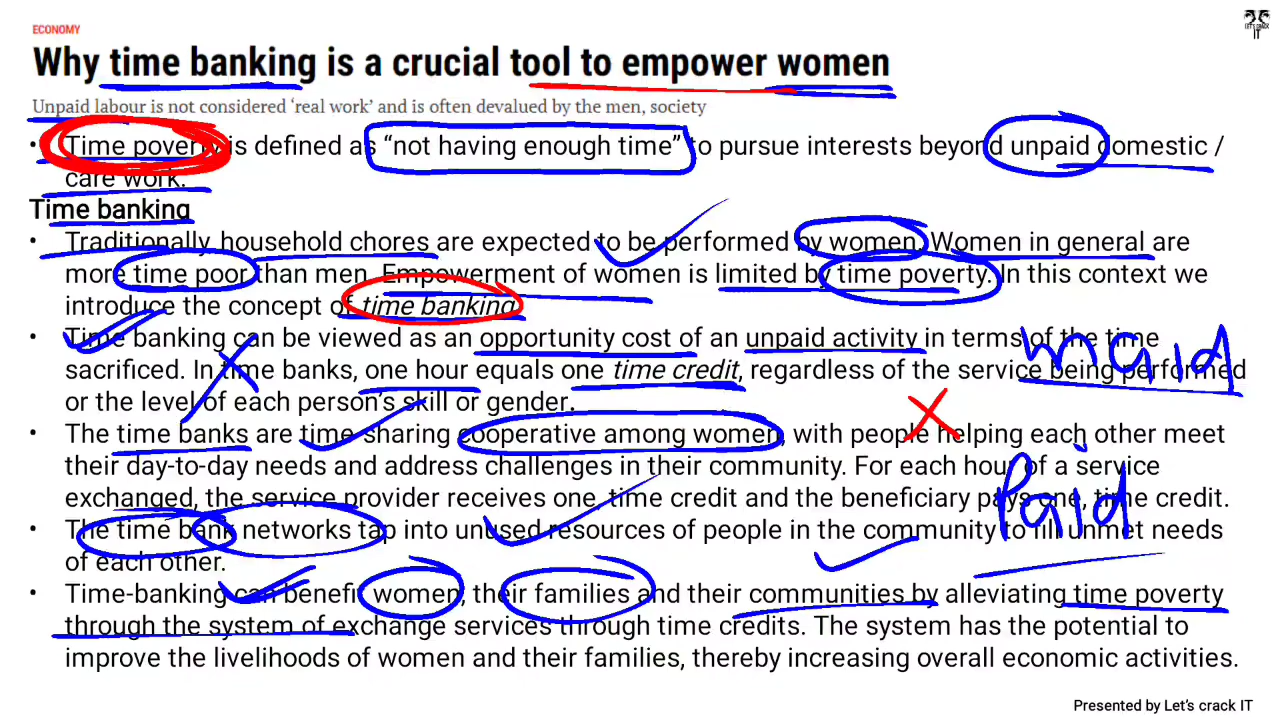 ECONOMY
LET'S CRACK
IT
Why time banking is a crucial tool to empower women
Unpaid labour is not considered ‘real work’ and is often devalued by the men, society
• Time poverty is defined as “not having enough time” to pursue interests beyond unpaid domestic /
care work.
Time banking
• Traditionally household chores are expected to be performed by women. Women in general are
more time poor than men. Empowerment of women is limited by time poverty. In this context we
introduce the concept of time banking.
• Time banking can be viewed as an opportunity cost of an unpaid activity in terms of the time
maid
sacrificed. In time banks, one hour equals one time credit, regardless of the service being performed
or the level of each person's skill or gender.
• The time banks are time sharing cooperative among women, with people helping each other meet
their day-to-day needs and address challenges in their community. For each hour of a service
exchanged, the service provider receives one, time credit and the beneficiary pays one, time credit.
Paid
• The time bank networks tap into unused resources of people in the community to fill unmet needs
of each other.
• Time-banking can benefit women, their families and their communities by alleviating time poverty
through the system of exchange services through time credits. The system has the potential to
improve the livelihoods of women and their families, thereby increasing overall economic activities.
Presented by Let's crack IT